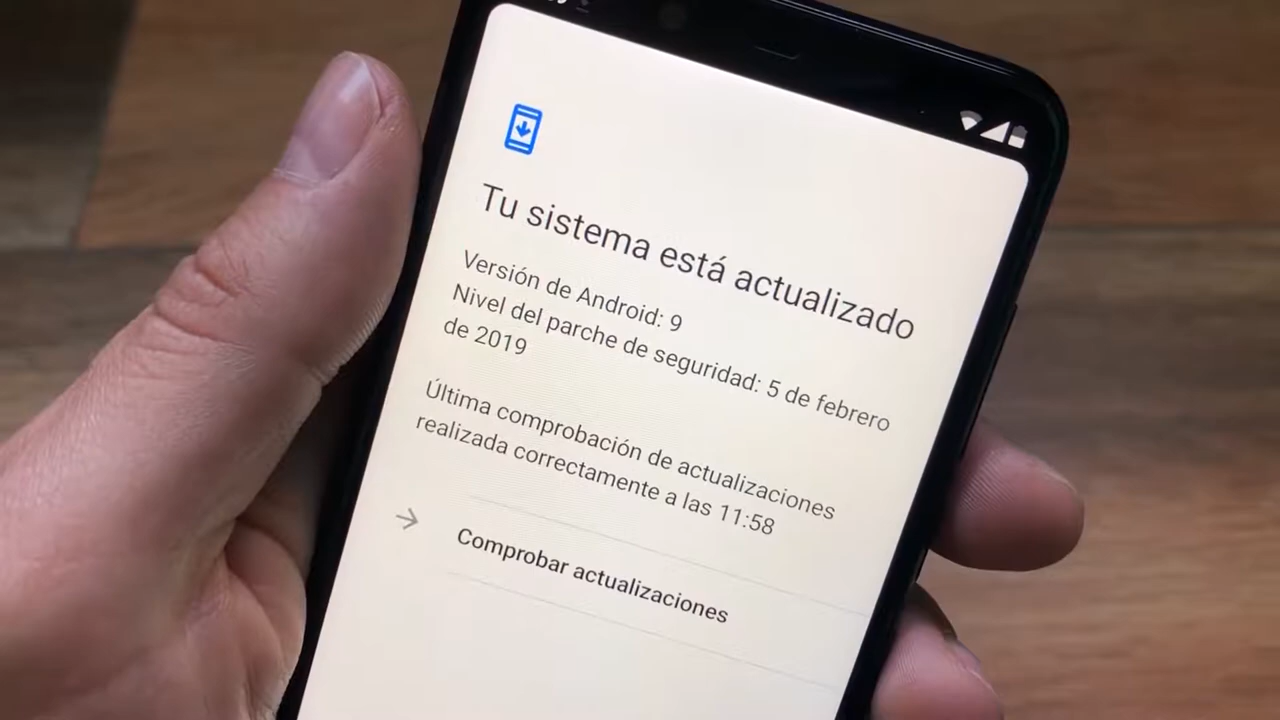 Tu sistema está actualizado
Versión de Android: 9
Nivel del parche de seguridad: 5 de febrero
de 2019
Última comprobación de actualizaciones
realizada correctamente a las 11:58
Comprobar actualizaciones